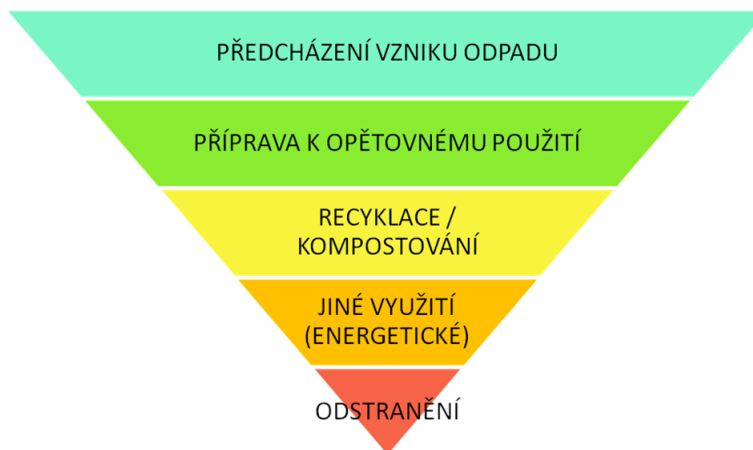 PŘEDCHÁZENÍ VZNIKU ODPADU
PŘÍPRAVA K OPĚTOVNÉMU POUŽITÍ
RECYKLACE /
KOMPOSTOVÁNÍ
JINÉ VYUŽITÍ
(ENERGETICKÉ)
ODSTRANĚNÍ